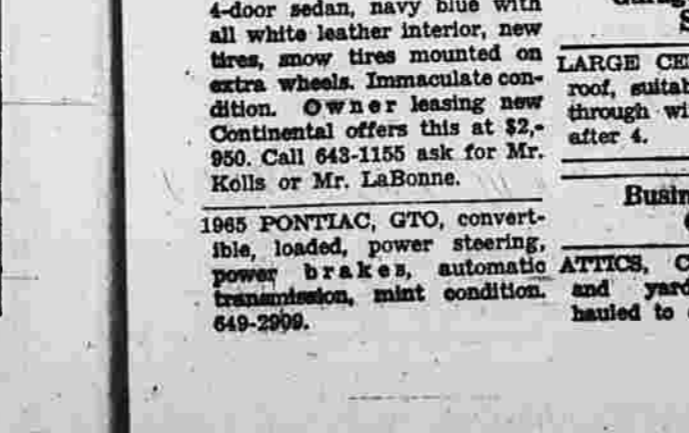 4-door sedan, navy blue with
all white leather interior, new
tires, snow tires mounted on
extra wheels. Immaculate con-
dition. Owner leasing new
Continental offers this at $2,-
950. Call 643-1155 ask for Mr.
Kolls or Mr. LaBonne.
1965 PONTIAC, GTO, convert-
ible, loaded, power steering,
power brakes, automatic
transmission, mint condition.
649-2909.
LARGE CE
roof, suitab
through wi
after 4.
Busin
ATTICS, C
and yard
hauled to